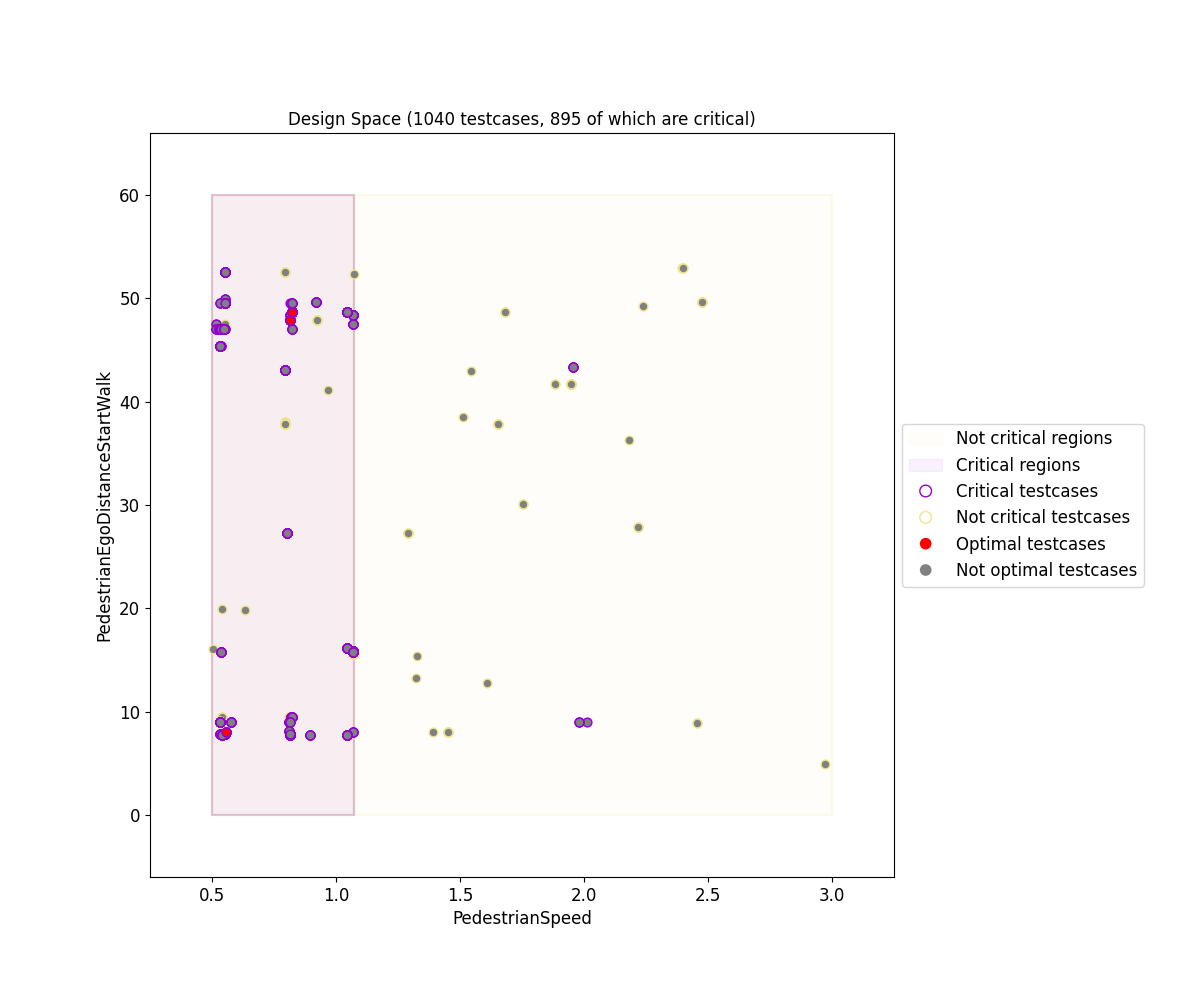 Design Space (1040 testcases, 895 of which are critical)
60
50
40
30
20
10
0
PedestrianEgoDistanceStartWalk
0.5 1.0 1.5 2.0 2.5 3.0
PedestrianSpeed
Not critical regions
Critical regions
Critical testcases
Not critical testcases
Optimal testcases
Not optimal testcases